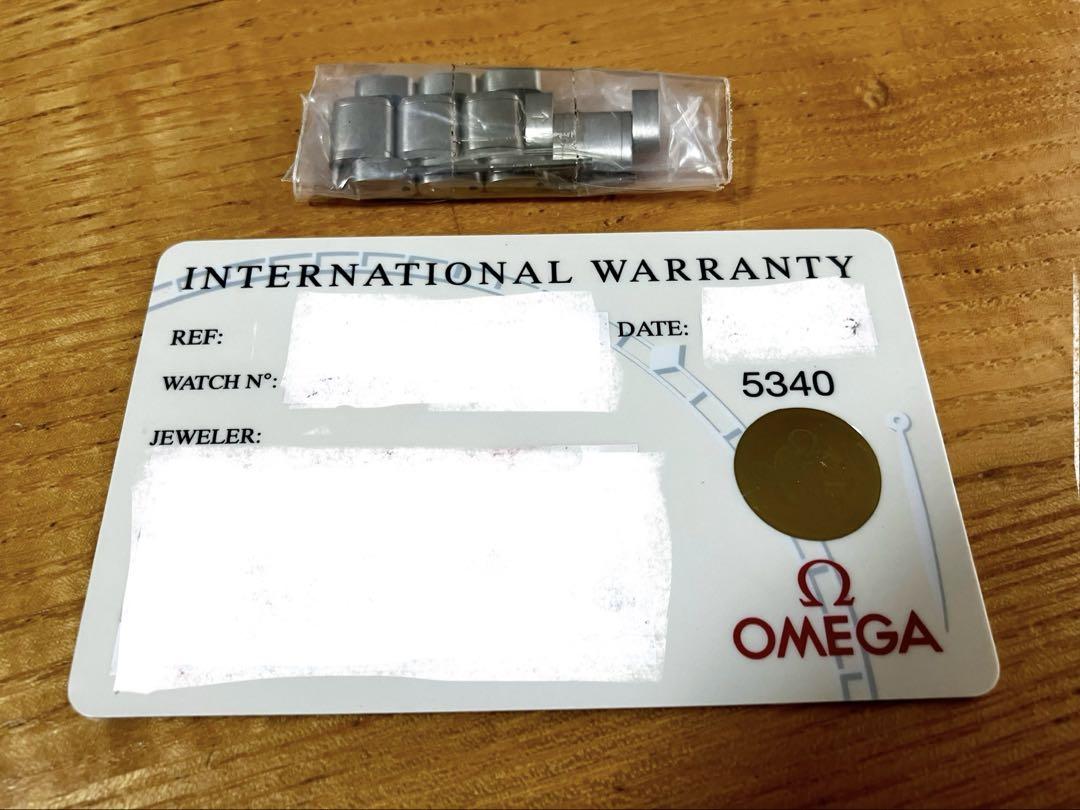 INTERNATIONAL WARRANTY
REF:
DATE:
WATCH N°:
5340
JEWELER:
Ω
OMEGA